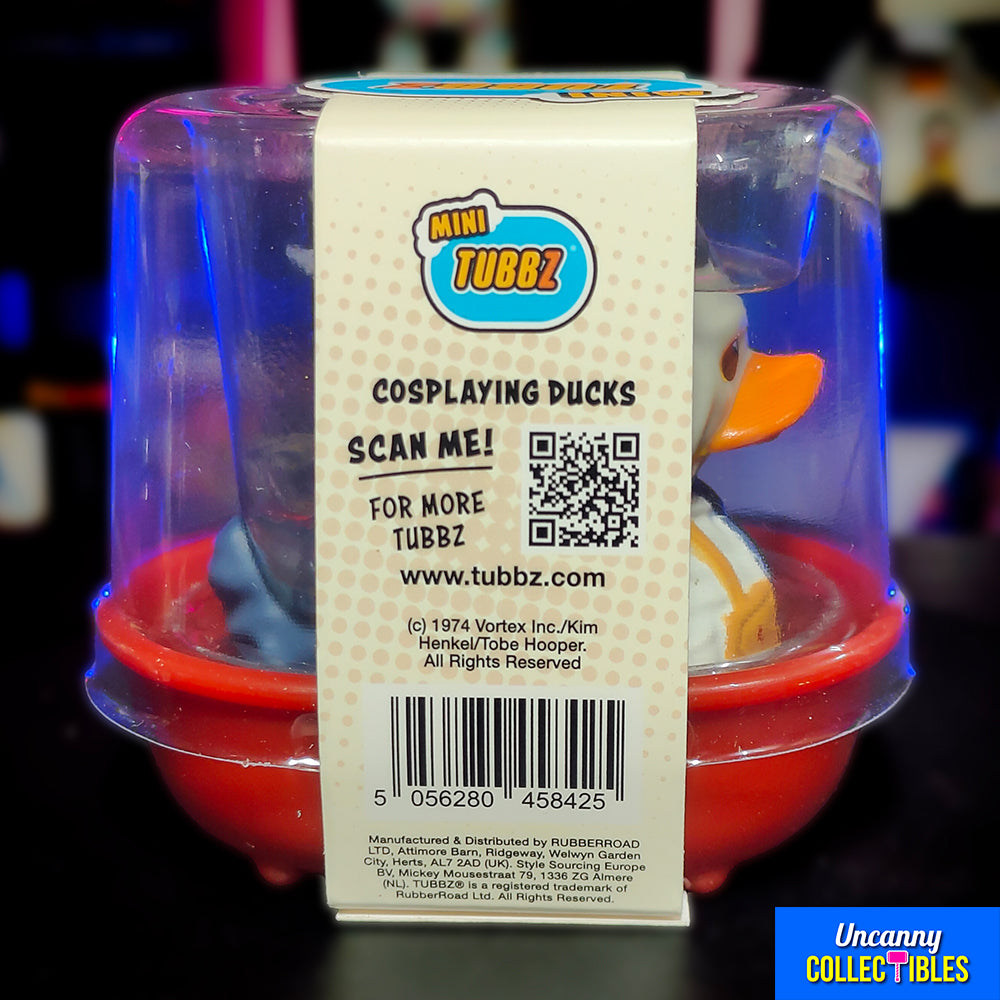 MINI
TUBBZ
COSPLAYING DUCKS
SCAN ME!
FOR MORE
TUBBZ
www.tubbz.com
(c) 1974 Vortex Inc./Kim
Henkel/Tobe Hooper.
All Rights Reserved
5 056280 458425
Manufactured & Distributed by RUBBERROAD
LTD, Attimore Barn, Ridgeway, Welwyn Garden
City, Herts, AL7 2AD (UK). Style Sourcing Europe
BV, Mickey Mousestraat 79, 1336 ZG Almere
(NL). TUBBZ® is a registered trademark of
RubberRoad Ltd. All Rights Reserved.
Uncanny
COLLECTIBLES